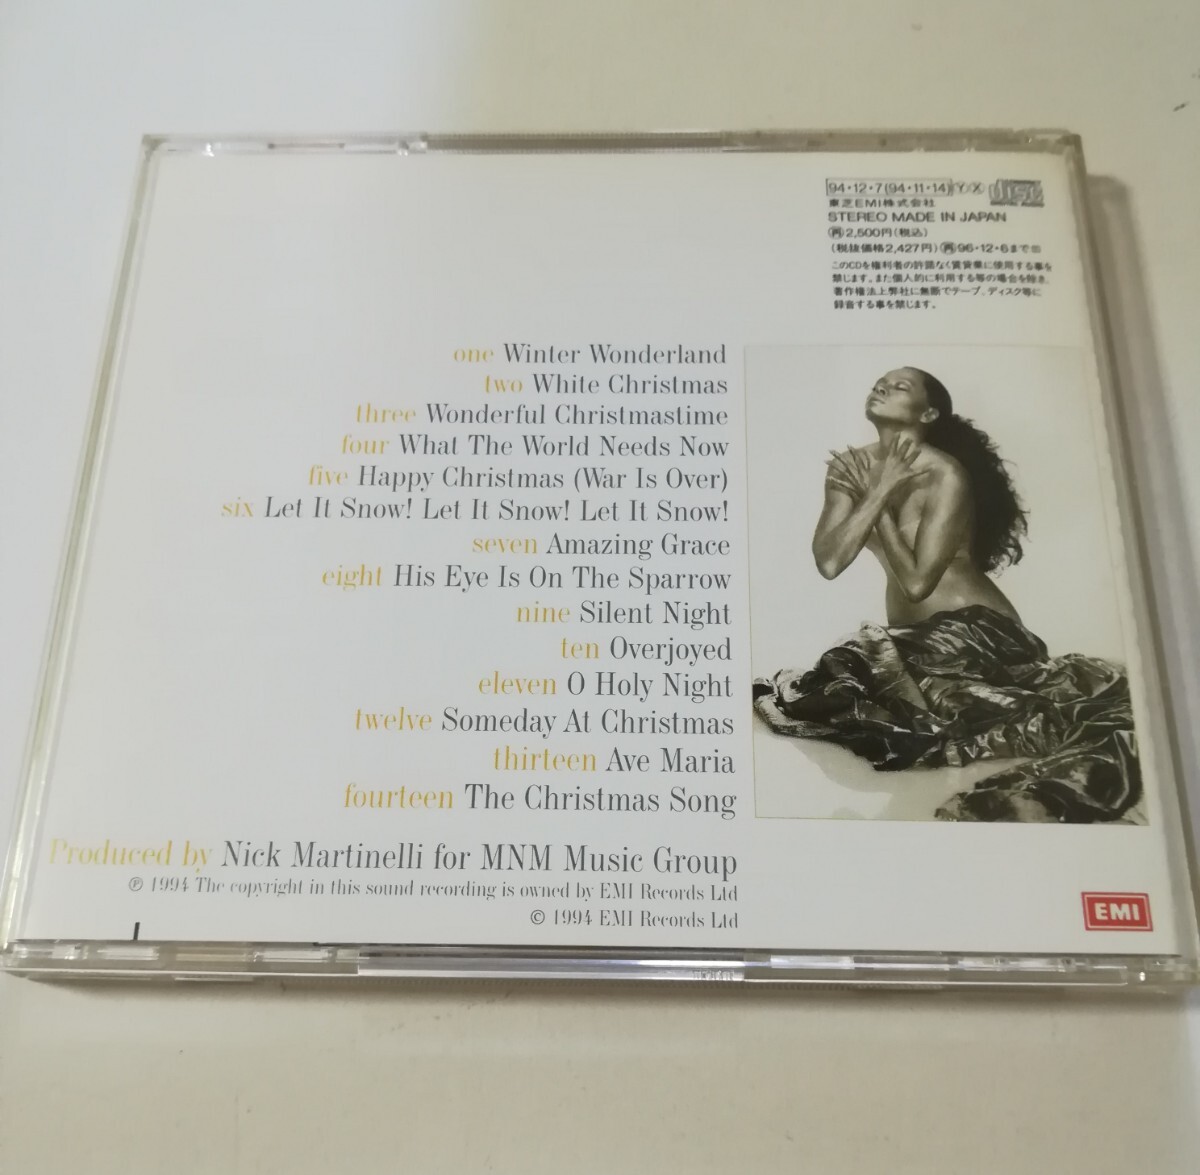 94・12・7(94・11・14)Y・X
東芝EMI株式会社
STEREO MADE IN JAPAN
再2,500円(税込)
(税抜価格2,427円)再96・12・6まで
このCDを権利者の許諾なく賃貸業に使用する事を
禁じます。また個人的に利用する等の場合を除き、
著作権法上弊社に無断でテープ、ディスク等に
録音する事を禁じます。
one Winter Wonderland
two White Christmas
three Wonderful Christmastime
four What The World Needs Now
five Happy Christmas (War Is Over)
six Let It Snow! Let It Snow! Let It Snow!
seven Amazing Grace
eight His Eye Is On The Sparrow
nine Silent Night
ten Overjoyed
eleven O Holy Night
twelve Someday At Christmas
thirteen Ave Maria
fourteen The Christmas Song
Produced by Nick Martinelli for MNM Music Group
℗ 1994 The copyright in this sound recording is owned by EMI Records Ltd
© 1994 EMI Records Ltd
EMI